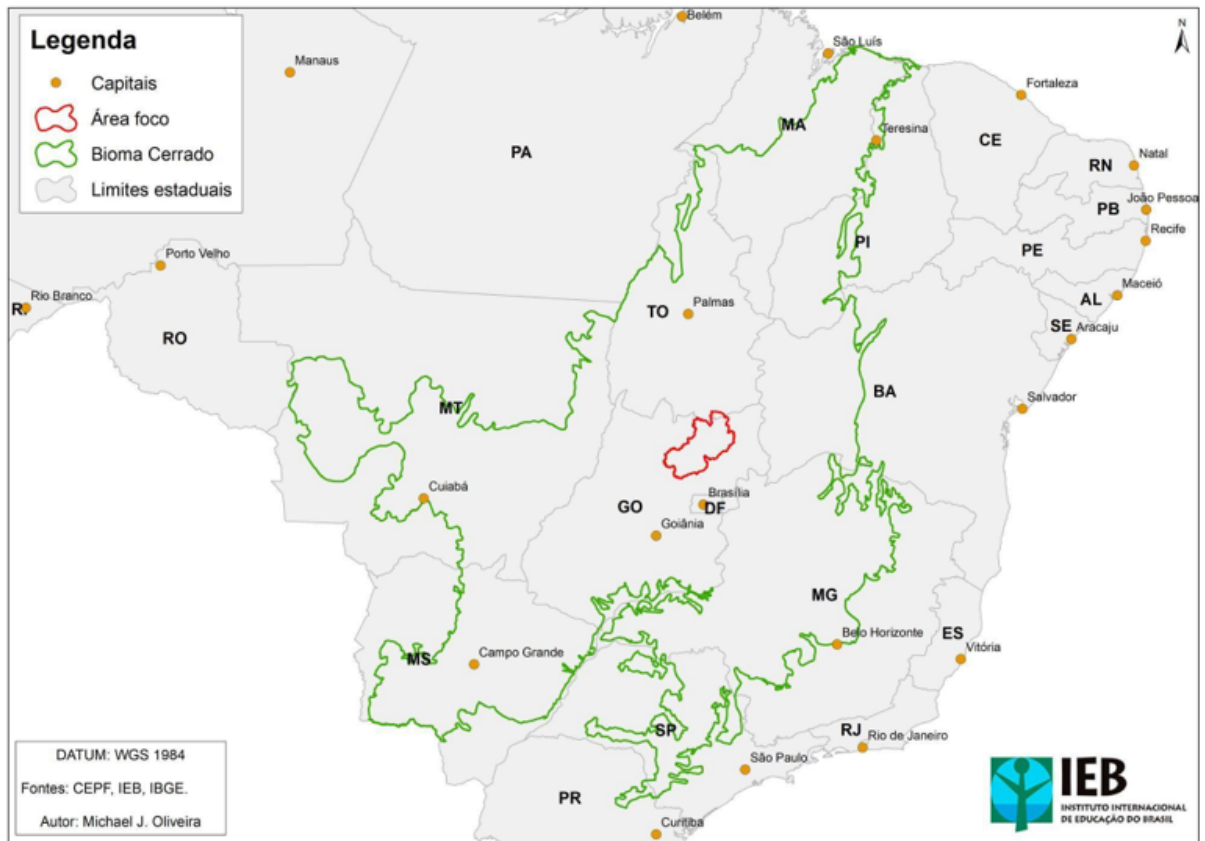 Legenda
Capitais
Área foco
Bioma Cerrado
Limites estaduais
N
Belém
São Luís
Manaus
Fortaleza
MA
Teresina
CE
PA
RN
Natal
PB
João Pessoa
PI
PE
Recife
Porto Velho
Rio Branco
R.
RO
TO
Palmas
AL
Maceió
SE
Aracaju
BA
Salvador
MT
Cuiabá
GO
Brasília
DF
Goiânia
MG
Belo Horizonte
ES
Vitória
MS
Campo Grande
SP
RJ
Rio de Janeiro
São Paulo
PR
Curitiba
DATUM: WGS 1984
Fontes: CEPF, IEB, IBGE.
Autor: Michael J. Oliveira
IEB
INSTITUTO INTERNACIONAL
DE EDUCAÇÃO DO BRASIL